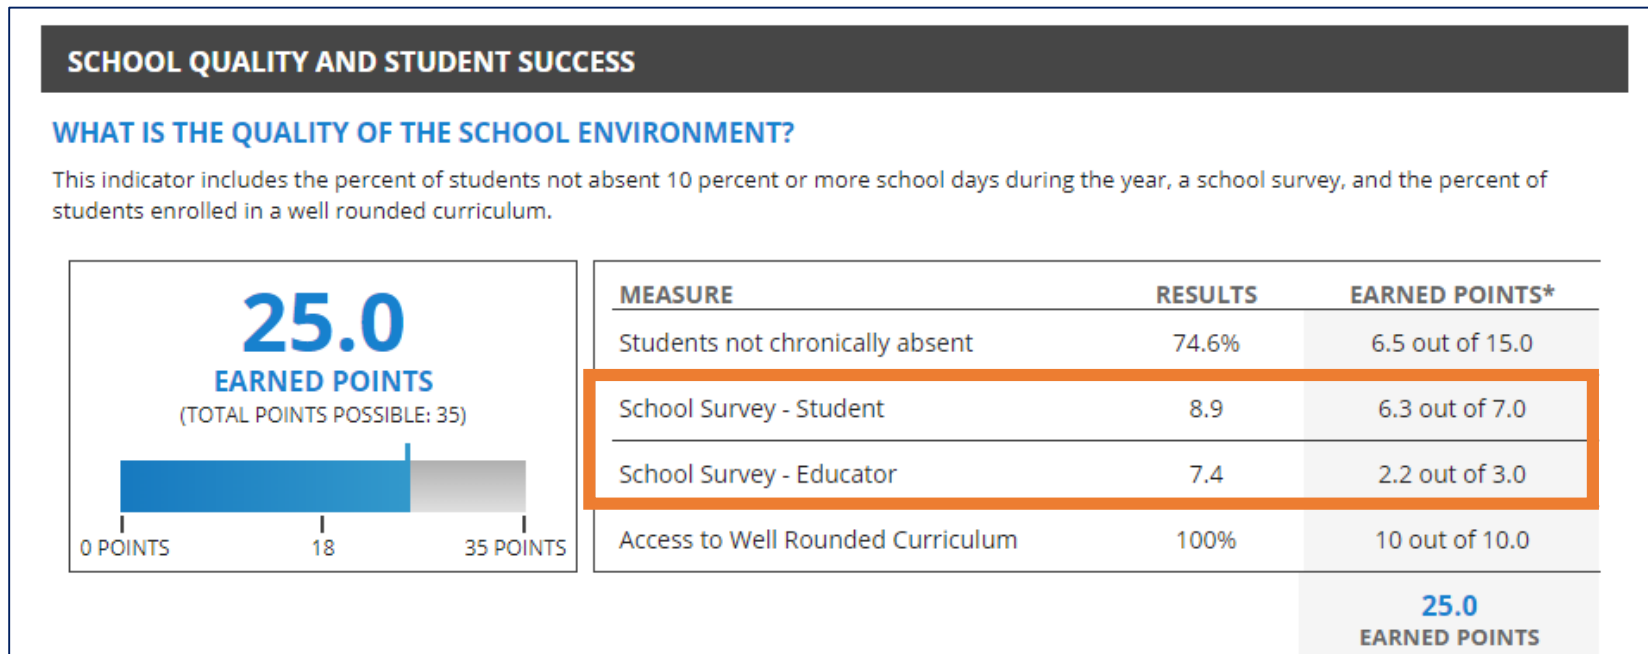 SCHOOL QUALITY AND STUDENT SUCCESS
WHAT IS THE QUALITY OF THE SCHOOL ENVIRONMENT?
This indicator includes the percent of students not absent 10 percent or more school days during the year, a school survey, and the percent of
students enrolled in a well rounded curriculum.
25.0
EARNED POINTS
(TOTAL POINTS POSSIBLE: 35)
0 POINTS 18 35 POINTS
MEASURE RESULTS EARNED POINTS*
Students not chronically absent 74.6% 6.5 out of 15.0
School Survey - Student 8.9 6.3 out of 7.0
School Survey - Educator 7.4 2.2 out of 3.0
Access to Well Rounded Curriculum 100% 10 out of 10.0
25.0
EARNED POINTS